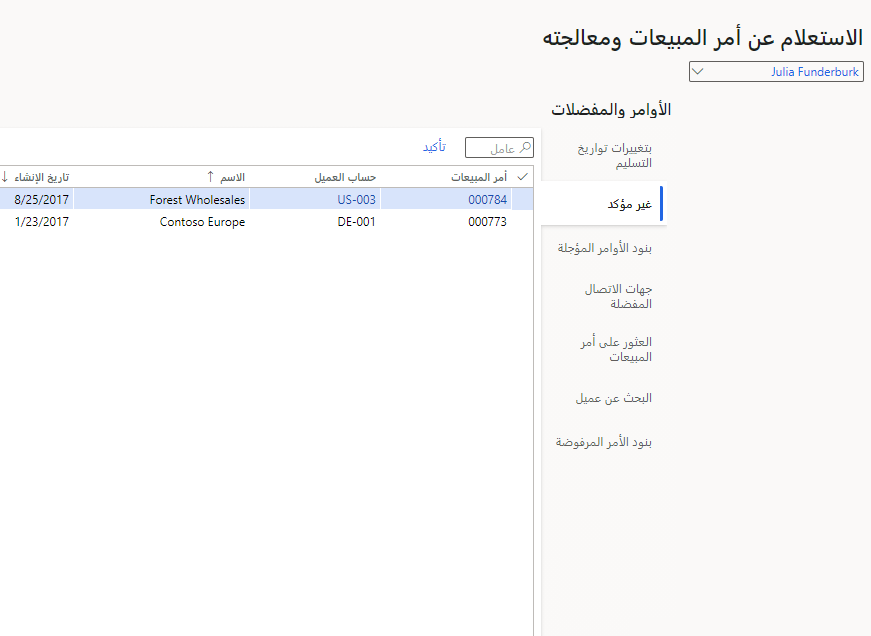 الاستعلام عن أمر المبيعات ومعالجته
Julia Funderburk
الأوامر والمفضلات
بتغييرات تواريخ
التسليم
غير مؤكد
بنود الأوامر المؤجلة
جهات الاتصال
المفضلة
العثور على أمر
المبيعات
البحث عن عميل
بنود الأمر المرفوضة
عامل
تأكيد
أمر المبيعات حساب العميل الاسم ↑ تاريخ الإنشاء ↓
000784 US-003 Forest Wholesales 8/25/2017
000773 DE-001 Contoso Europe 1/23/2017